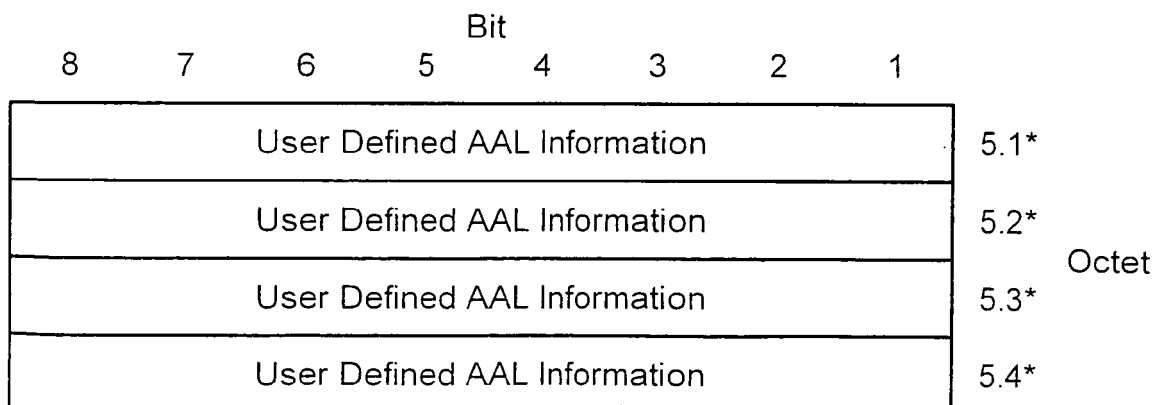 Bit
8 7 6 5 4 3 2 1
User Defined AAL Information 5.1*
User Defined AAL Information 5.2*
Octet
User Defined AAL Information 5.3*
User Defined AAL Information 5.4*